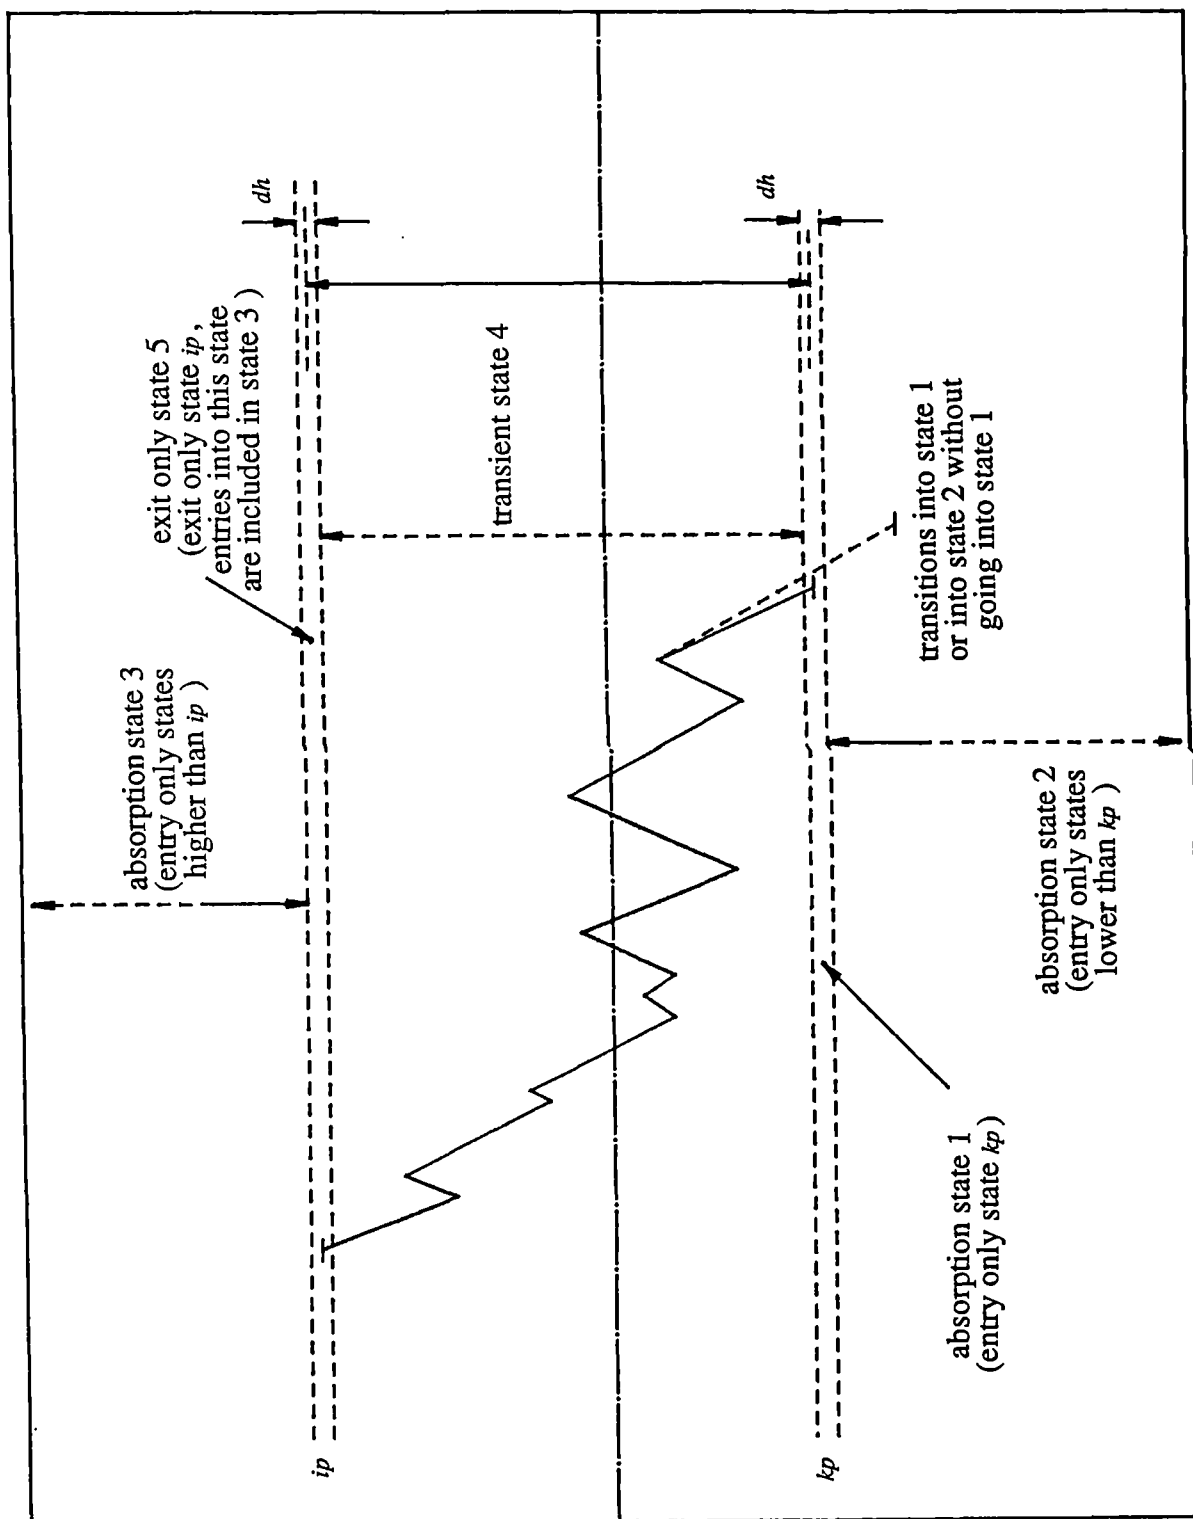 absorption state 3
(entry only states
higher than ip )
exit only state 5
(exit only state ip,
entries into this state
are included in state 3 )
dh
transient state 4
dh
ip
kp
transitions into state 1
or into state 2 without
going into state 1
absorption state 1
(entry only state kp)
absorption state 2
(entry only states
lower than kp )